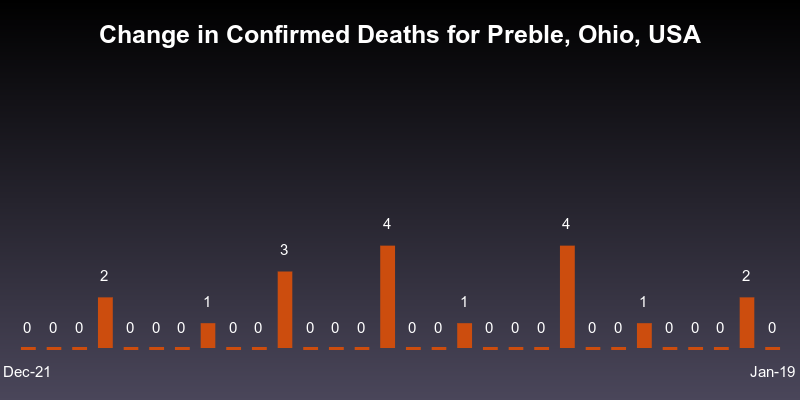 Change in Confirmed Deaths for Preble, Ohio, USA
4 4
3
2 2
1 1 1
0 0 0 0 0 0 0 0 0 0 0 0 0 0 0 0 0 0 0 0 0 0
Dec-21 Jan-19